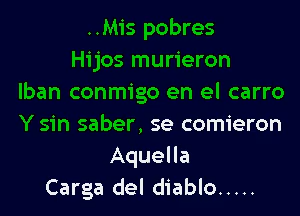 ..Mis pobres
Hijos murieron
Iban conmigo en el carro
Y sin saber, se comieron
Aquella
Carga del diablo.....